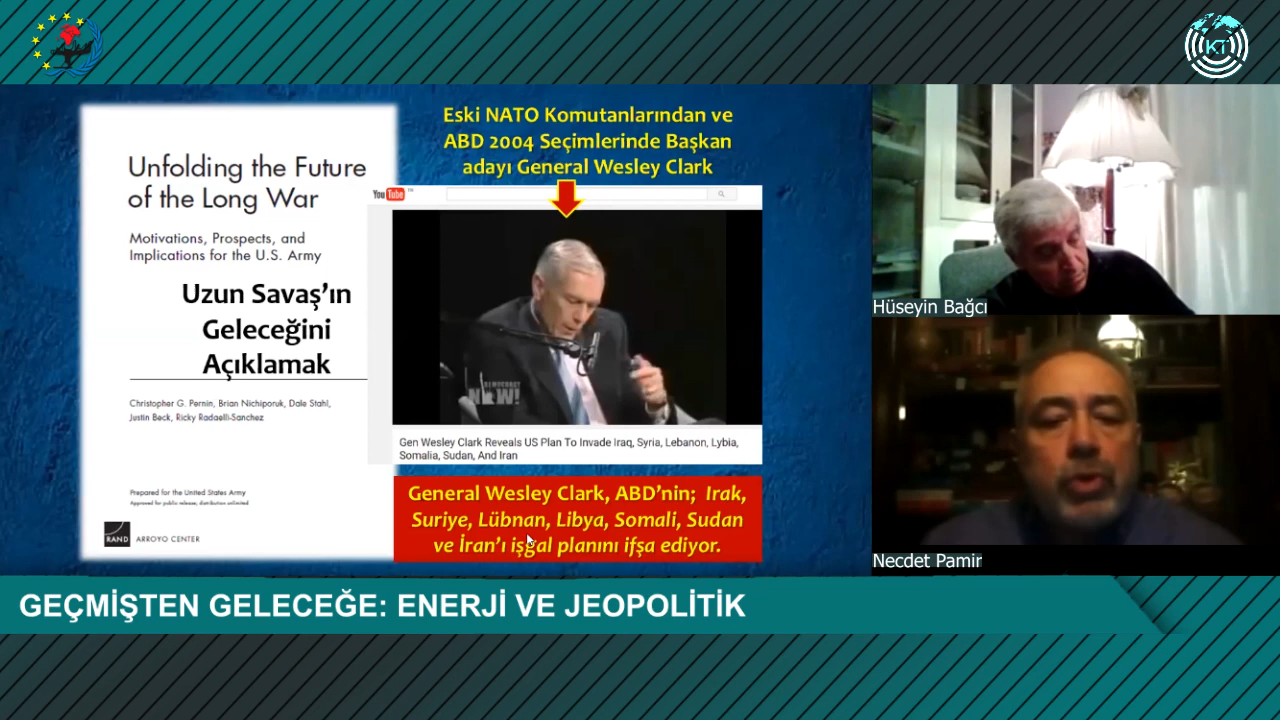 KT
Unfolding the Future
of the Long War
Motivations, Prospects, and
Implications for the U.S. Army
Uzun Savaş’ın
Geleceğini
Açıklamak
Christopher G. Pernin, Brian Nichiporuk, Dale Stahl,
Justin Beck, Ricky Radaelli-Sanchez
Prepared for the United States Army
Approved for public release; distribution unlimited
RAND ARROYO CENTER
Eski NATO Komutanlarından ve
ABD 2004 Seçimlerinde Başkan
adayı General Wesley Clark
YouTube
DEMOCRACY
NOW!
Gen Wesley Clark Reveals US Plan To Invade Iraq, Syria, Lebanon, Lybia,
Somalia, Sudan, And Iran
General Wesley Clark, ABD’nin; Irak,
Suriye, Lübnan, Libya, Somali, Sudan
ve İran’ı işgal planını ifşa ediyor.
Hüseyin Bağcı
Necdet Pamir
GEÇMİŞTEN GELECEĞE: ENERJİ VE JEOPOLİTİK